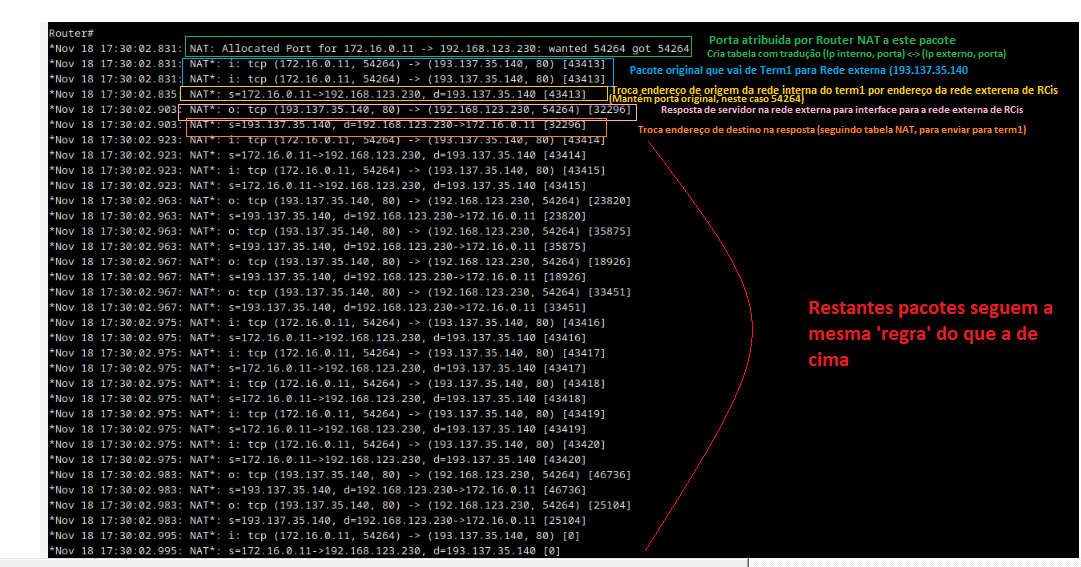 Router#
*Nov 18 17:30:02.831: NAT: Allocated Port for 172.16.0.11 -> 192.168.123.230: wanted 54264 got 54264
Porta atribuida por Router NAT a este pacote
Cria tabela com tradução (Ip interno, porta) <-> (Ip externo, porta)
*Nov 18 17:30:02.831: NAT*: i: tcp (172.16.0.11, 54264) -> (193.137.35.140, 80) [43413]
*Nov 18 17:30:02.831: NAT*: i: tcp (172.16.0.11, 54264) -> (193.137.35.140, 80) [43413]
Pacote original que vai de Term1 para Rede externa (193.137.35.140
*Nov 18 17:30:02.835: NAT*: s=172.16.0.11->192.168.123.230, d=193.137.35.140 [43413]
Troca endereço de origem da rede interna do term1 por endereço da rede exterena de RCis
(Mantém porta original, neste caso 54264)
*Nov 18 17:30:02.903: NAT*: o: tcp (193.137.35.140, 80) -> (192.168.123.230, 54264) [32296]
Resposta de servidor na rede externa para interface para a rede externa de RCis
*Nov 18 17:30:02.903: NAT*: s=193.137.35.140, d=192.168.123.230->172.16.0.11 [32296]
Troca endereço de destino na resposta (seguindo tabela NAT, para enviar para term1)
*Nov 18 17:30:02.923: NAT*: i: tcp (172.16.0.11, 54264) -> (193.137.35.140, 80) [43414]
*Nov 18 17:30:02.923: NAT*: s=172.16.0.11->192.168.123.230, d=193.137.35.140 [43414]
*Nov 18 17:30:02.923: NAT*: i: tcp (172.16.0.11, 54264) -> (193.137.35.140, 80) [43415]
*Nov 18 17:30:02.923: NAT*: s=172.16.0.11->192.168.123.230, d=193.137.35.140 [43415]
*Nov 18 17:30:02.963: NAT*: o: tcp (193.137.35.140, 80) -> (192.168.123.230, 54264) [23820]
*Nov 18 17:30:02.963: NAT*: s=193.137.35.140, d=192.168.123.230->172.16.0.11 [23820]
*Nov 18 17:30:02.963: NAT*: o: tcp (193.137.35.140, 80) -> (192.168.123.230, 54264) [35875]
*Nov 18 17:30:02.963: NAT*: s=193.137.35.140, d=192.168.123.230->172.16.0.11 [35875]
*Nov 18 17:30:02.967: NAT*: o: tcp (193.137.35.140, 80) -> (192.168.123.230, 54264) [18926]
*Nov 18 17:30:02.967: NAT*: s=193.137.35.140, d=192.168.123.230->172.16.0.11 [18926]
*Nov 18 17:30:02.967: NAT*: o: tcp (193.137.35.140, 80) -> (192.168.123.230, 54264) [33451]
*Nov 18 17:30:02.967: NAT*: s=193.137.35.140, d=192.168.123.230->172.16.0.11 [33451]
*Nov 18 17:30:02.975: NAT*: i: tcp (172.16.0.11, 54264) -> (193.137.35.140, 80) [43416]
*Nov 18 17:30:02.975: NAT*: s=172.16.0.11->192.168.123.230, d=193.137.35.140 [43416]
*Nov 18 17:30:02.975: NAT*: i: tcp (172.16.0.11, 54264) -> (193.137.35.140, 80) [43417]
*Nov 18 17:30:02.975: NAT*: s=172.16.0.11->192.168.123.230, d=193.137.35.140 [43417]
*Nov 18 17:30:02.975: NAT*: i: tcp (172.16.0.11, 54264) -> (193.137.35.140, 80) [43418]
*Nov 18 17:30:02.975: NAT*: s=172.16.0.11->192.168.123.230, d=193.137.35.140 [43418]
*Nov 18 17:30:02.975: NAT*: i: tcp (172.16.0.11, 54264) -> (193.137.35.140, 80) [43419]
*Nov 18 17:30:02.975: NAT*: s=172.16.0.11->192.168.123.230, d=193.137.35.140 [43419]
*Nov 18 17:30:02.975: NAT*: i: tcp (172.16.0.11, 54264) -> (193.137.35.140, 80) [43420]
*Nov 18 17:30:02.975: NAT*: s=172.16.0.11->192.168.123.230, d=193.137.35.140 [43420]
*Nov 18 17:30:02.983: NAT*: o: tcp (193.137.35.140, 80) -> (192.168.123.230, 54264) [46736]
*Nov 18 17:30:02.983: NAT*: s=193.137.35.140, d=192.168.123.230->172.16.0.11 [46736]
*Nov 18 17:30:02.983: NAT*: o: tcp (193.137.35.140, 80) -> (192.168.123.230, 54264) [25104]
*Nov 18 17:30:02.983: NAT*: s=193.137.35.140, d=192.168.123.230->172.16.0.11 [25104]
*Nov 18 17:30:02.995: NAT*: i: tcp (172.16.0.11, 54264) -> (193.137.35.140, 80) [0]
*Nov 18 17:30:02.995: NAT*: s=172.16.0.11->192.168.123.230, d=193.137.35.140 [0]
Restantes pacotes seguem a
mesma 'regra' do que a de
cima